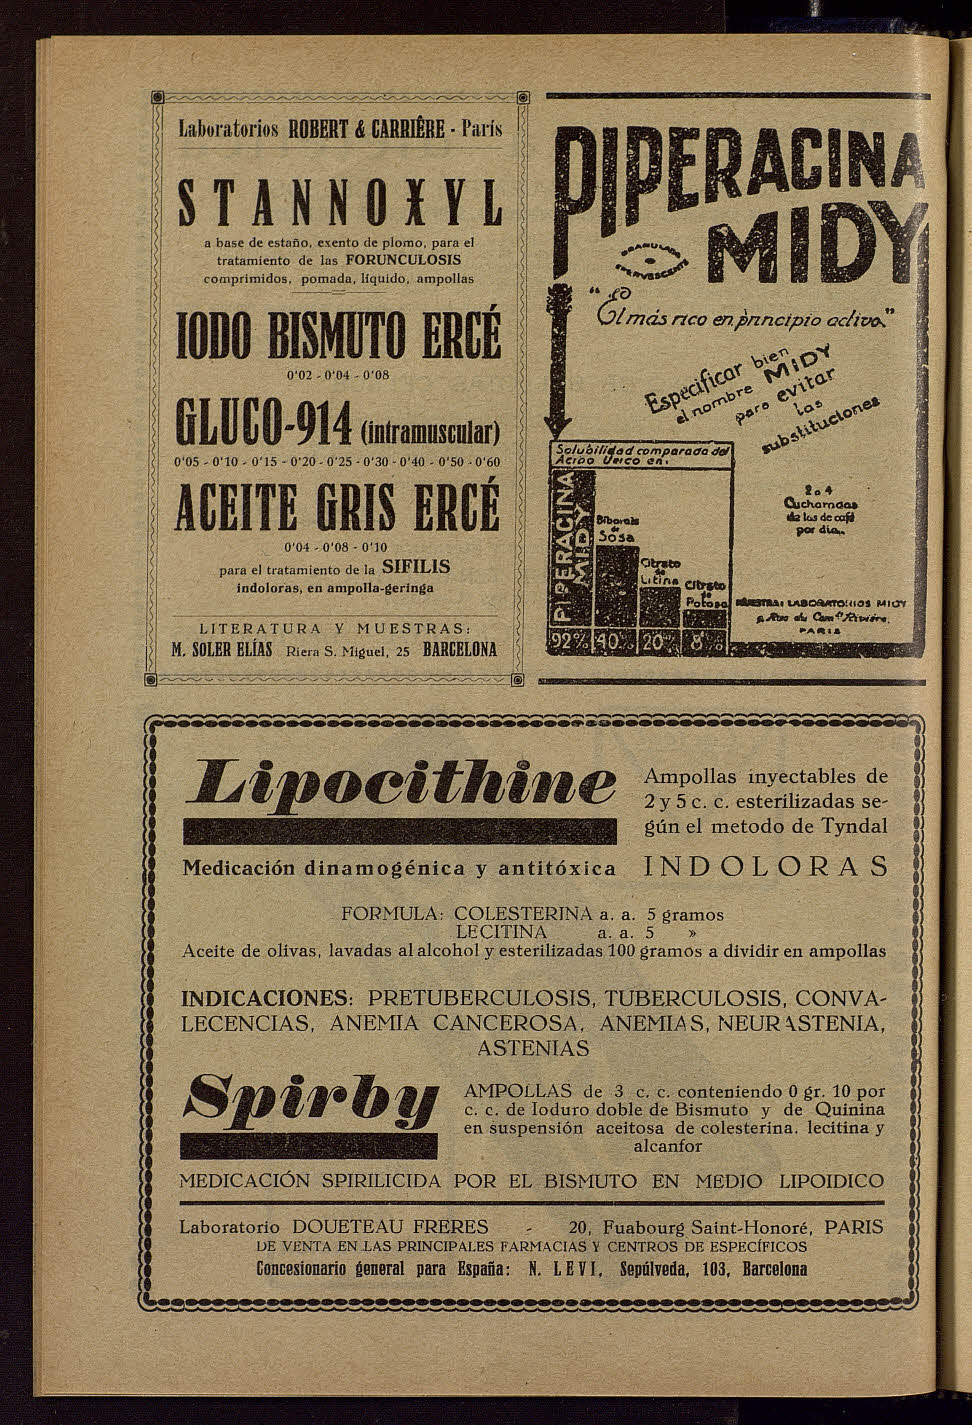 Laboratorios ROBERT & CARRIÊRE - París
STANNOXYL
a base de estaño, exento de plomo, para el
tratamiento de las FORUNCULOSIS
comprimidos, pomada, líquido, ampollas
IODO BISMUTO ERCÉ
0'02 - 0'04 - 0'08
GLUCO-914 (intramuscular)
0'05 - 0'10 - 0'15 - 0'20 - 0'25 - 0'30 - 0'40 - 0'50 - 0'60
ACEITE GRIS ERCÉ
0'04 - 0'08 - 0'10
para el tratamiento de la SIFILIS
indoloras, en ampolla-geringa
LITERATURA Y MUESTRAS:
M. SOLER ELÍAS Riera S. Miguel, 25 BARCELONA
PIPERACINA
MIDY
GRANULADO
EFERVESCENTE
"Es
El más rico en principio activo."
Especificar bien
el nombre MIDY
para evitar
las
substituciones
Solubilidad comparada del
Acido Urico en:
PIPERACINA
MIDY
Biborato
de
Sosa
Citrato
de
Litina
Citrato
de
Potasa
92% 40% 20% 8%
2 a 4
Cucharadas
de las de café
por dia..
MUESTRA: LABORATORIOS MIDY
Rue du Cin.el Rivière.
PARIS
Lipocithine
Ampollas inyectables de
2 y 5 c. c. esterilizadas se-
gún el metodo de Tyndal
Medicación dinamogénica y antitóxica
INDOLORAS
FORMULA: COLESTERINA a. a. 5 gramos
LECITINA a. a. 5 »
Aceite de olivas, lavadas al alcohol y esterilizadas 100 gramos a dividir en ampollas
INDICACIONES: PRETUBERCULOSIS, TUBERCULOSIS, CONVA-
LECENCIAS, ANEMIA CANCEROSA, ANEMIAS, NEURASTENIA,
ASTENIAS
Spirby
AMPOLLAS de 3 c. c. conteniendo 0 gr. 10 por
c. c. de Ioduro doble de Bismuto y de Quinina
en suspensión aceitosa de colesterina. lecitina y
alcanfor
MEDICACIÓN SPIRILICIDA POR EL BISMUTO EN MEDIO LIPOIDICO
Laboratorio DOUETEAU FRERES - 20, Fuabourg Saint-Honoré, PARIS
DE VENTA EN LAS PRINCIPALES FARMACIAS Y CENTROS DE ESPECÍFICOS
Concesionario general para España: N. LEVI, Sepúlveda, 103, Barcelona